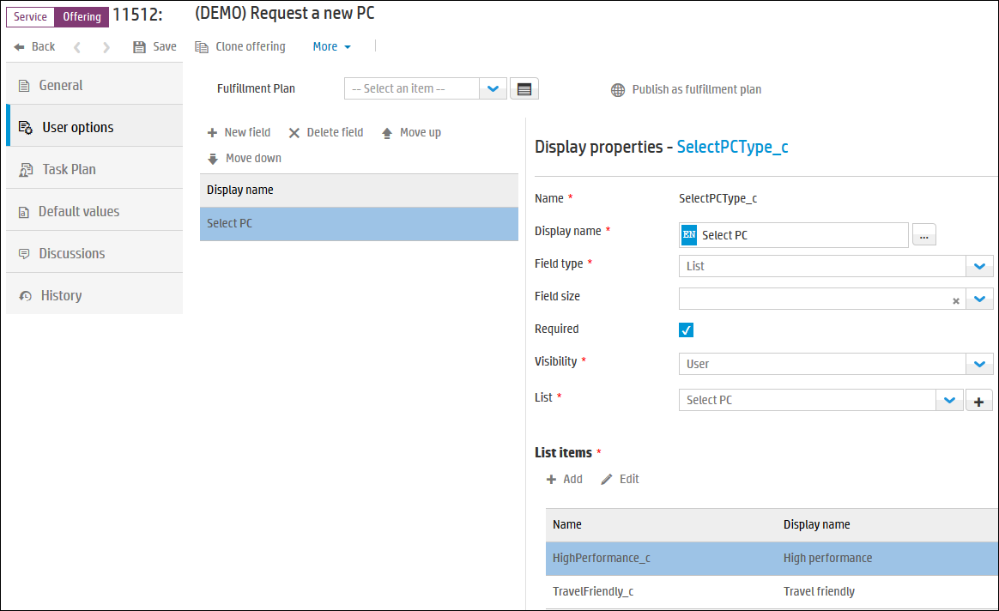 Service Offering 11512: (DEMO) Request a new PC
Back Save Clone offering More
General
User options
Task Plan
Default values
Discussions
History
Fulfillment Plan -- Select an item -- Publish as fulfillment plan
New field Delete field Move up
Move down
Display name
Select PC
Display properties - SelectPCType_c
Name * SelectPCType_c
Display name * EN Select PC ...
Field type * List
Field size
Required
Visibility * User
List * Select PC
List items *
Add Edit
Name Display name
HighPerformance_c High performance
TravelFriendly_c Travel friendly